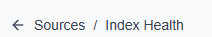 ← Sources / Index Health